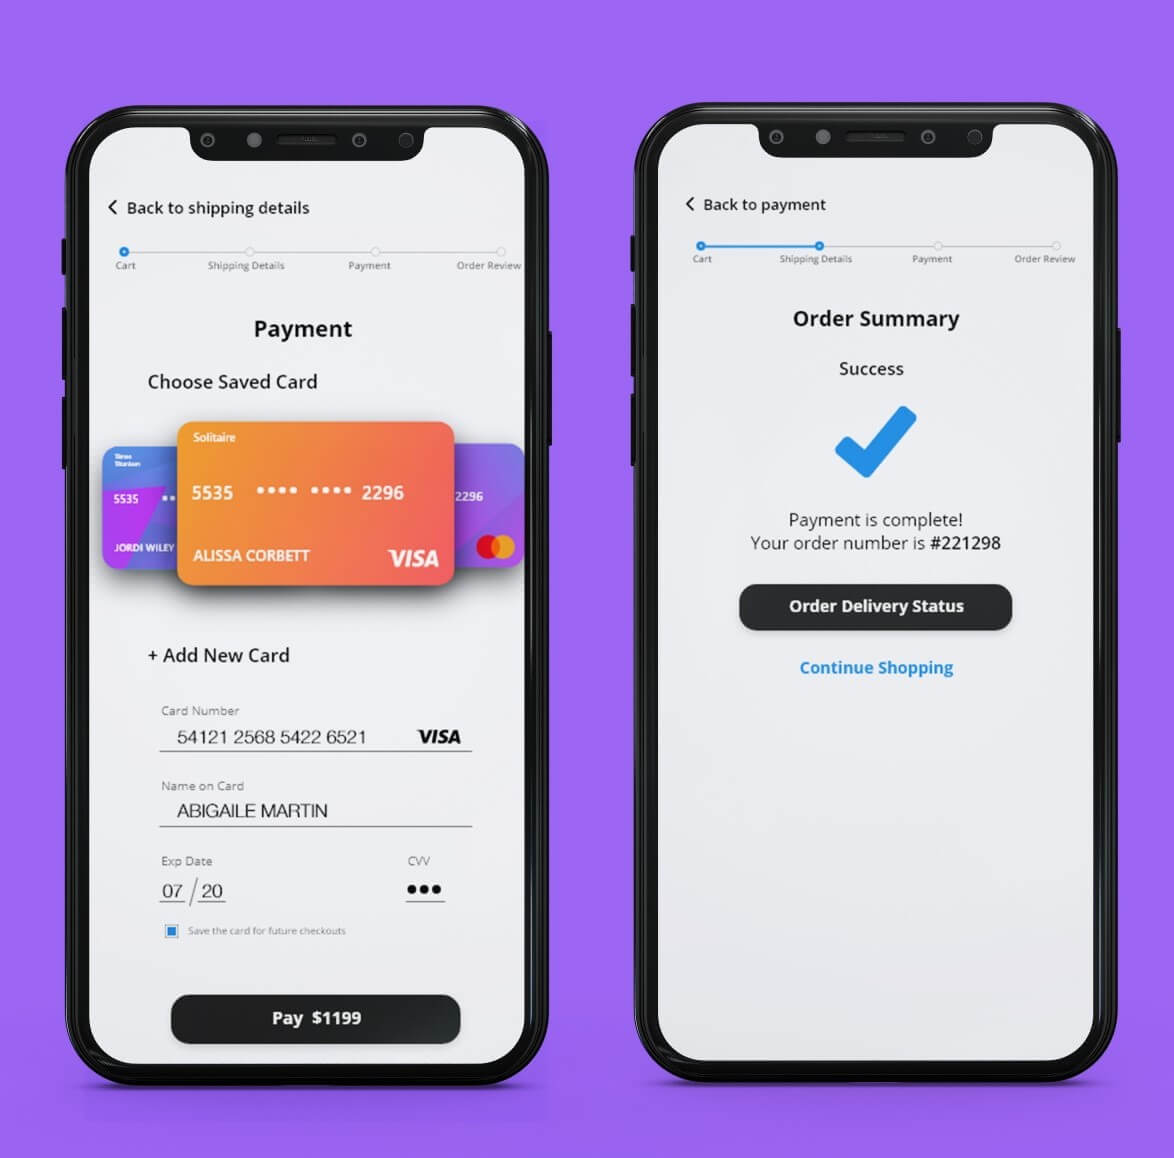 Back to shipping details
Cart Shipping Details Payment Order Review
Payment
Choose Saved Card
Titanium
5535 ••
JORDI WILEY
Solitaire
5535 •••• •••• 2296
ALISSA CORBETT VISA
2296
+ Add New Card
Card Number
54121 2568 5422 6521 VISA
Name on Card
ABIGAILE MARTIN
Exp Date CVV
07 / 20 •••
Save the card for future checkouts
Pay $1199
Back to payment
Cart Shipping Details Payment Order Review
Order Summary
Success
Payment is complete!
Your order number is #221298
Order Delivery Status
Continue Shopping